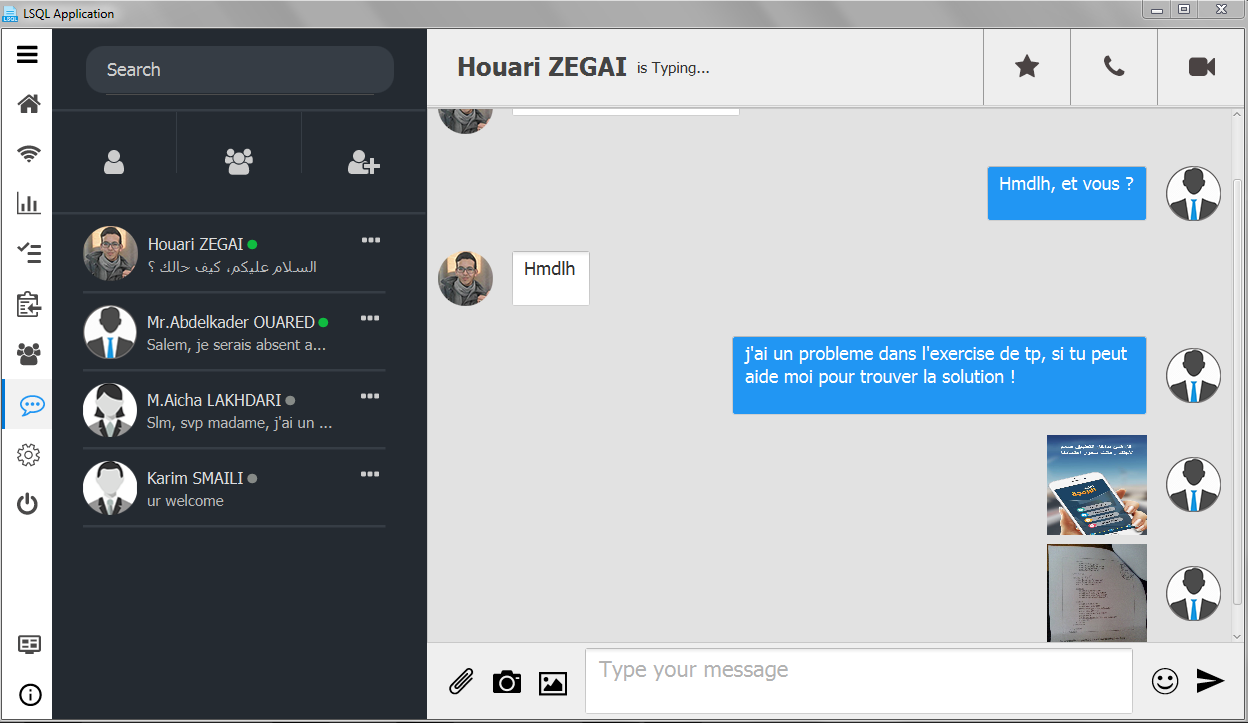 LSQL Application
Search
Houari ZEGAI
السلام عليكم، كيف حالك ؟
Mr.Abdelkader OUARED
Salem, je serais absent a...
M.Aicha LAKHDARI
Slm, svp madame, j'ai un ...
Karim SMAILI
ur welcome
Houari ZEGAI is Typing...
Hmdlh, et vous ?
Hmdlh
j'ai un probleme dans l'exercise de tp, si tu peut
aide moi pour trouver la solution !
Type your message